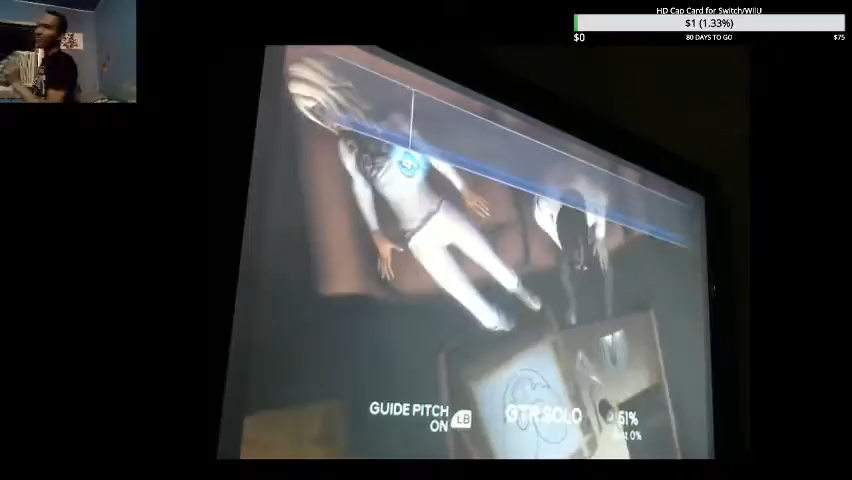 HD Cap Card for Switch/WiiU
$1 (1.33%)
$0
80 DAYS TO GO
$75
GUIDE PITCH
ON
LB
GTR SOLO
51%
0%